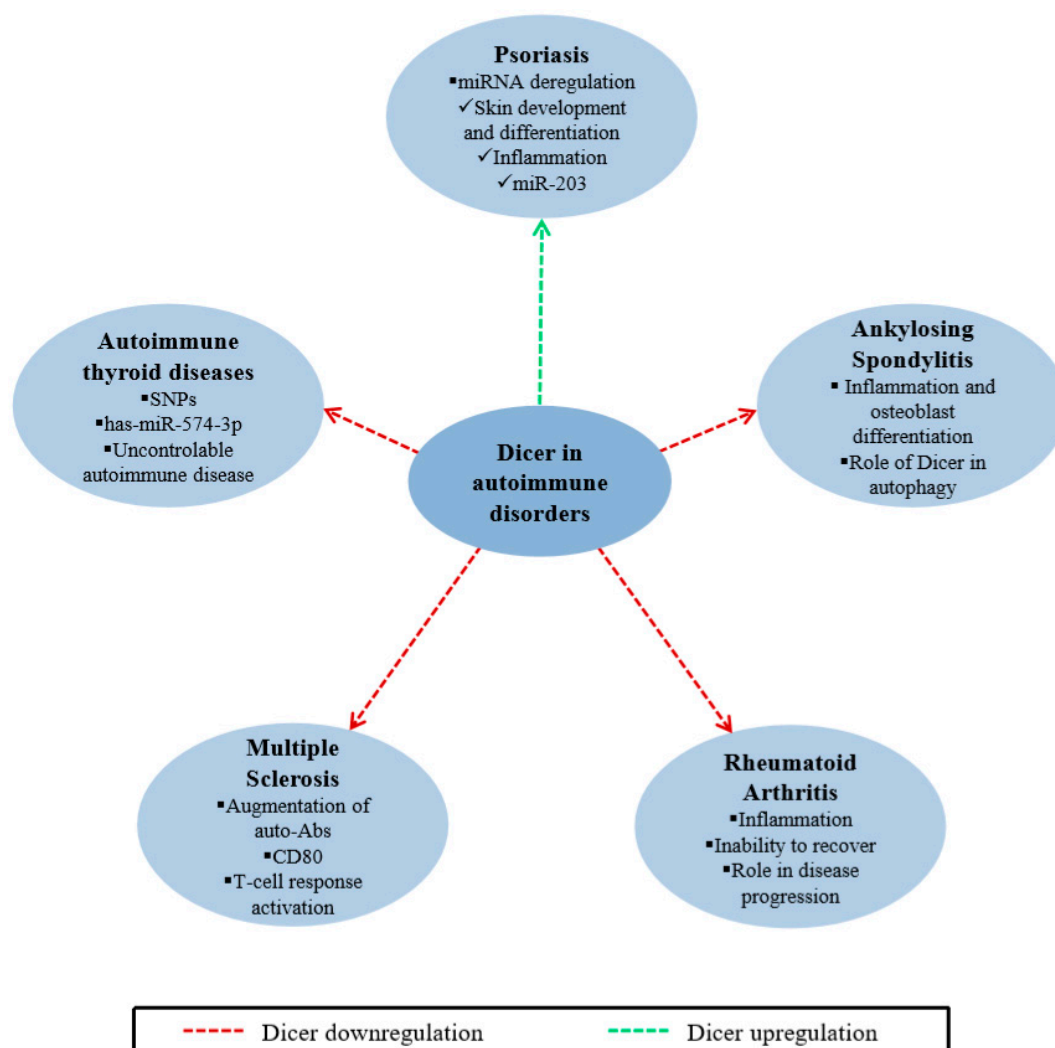 Psoriasis
▪miRNA deregulation
✓Skin development
and differentiation
✓Inflammation
✓miR-203
Autoimmune
thyroid diseases
▪SNPs
▪has-miR-574-3p
▪Uncontrolable
autoimmune disease
Ankylosing
Spondylitis
▪ Inflammation and
osteoblast
differentiation
▪Role of Dicer in
autophagy
Dicer in
autoimmune
disorders
Multiple
Sclerosis
▪Augmentation of
auto-Abs
▪CD80
▪T-cell response
activation
Rheumatoid
Arthritis
▪Inflammation
▪Inability to recover
▪Role in disease
progression
Dicer downregulation
Dicer upregulation